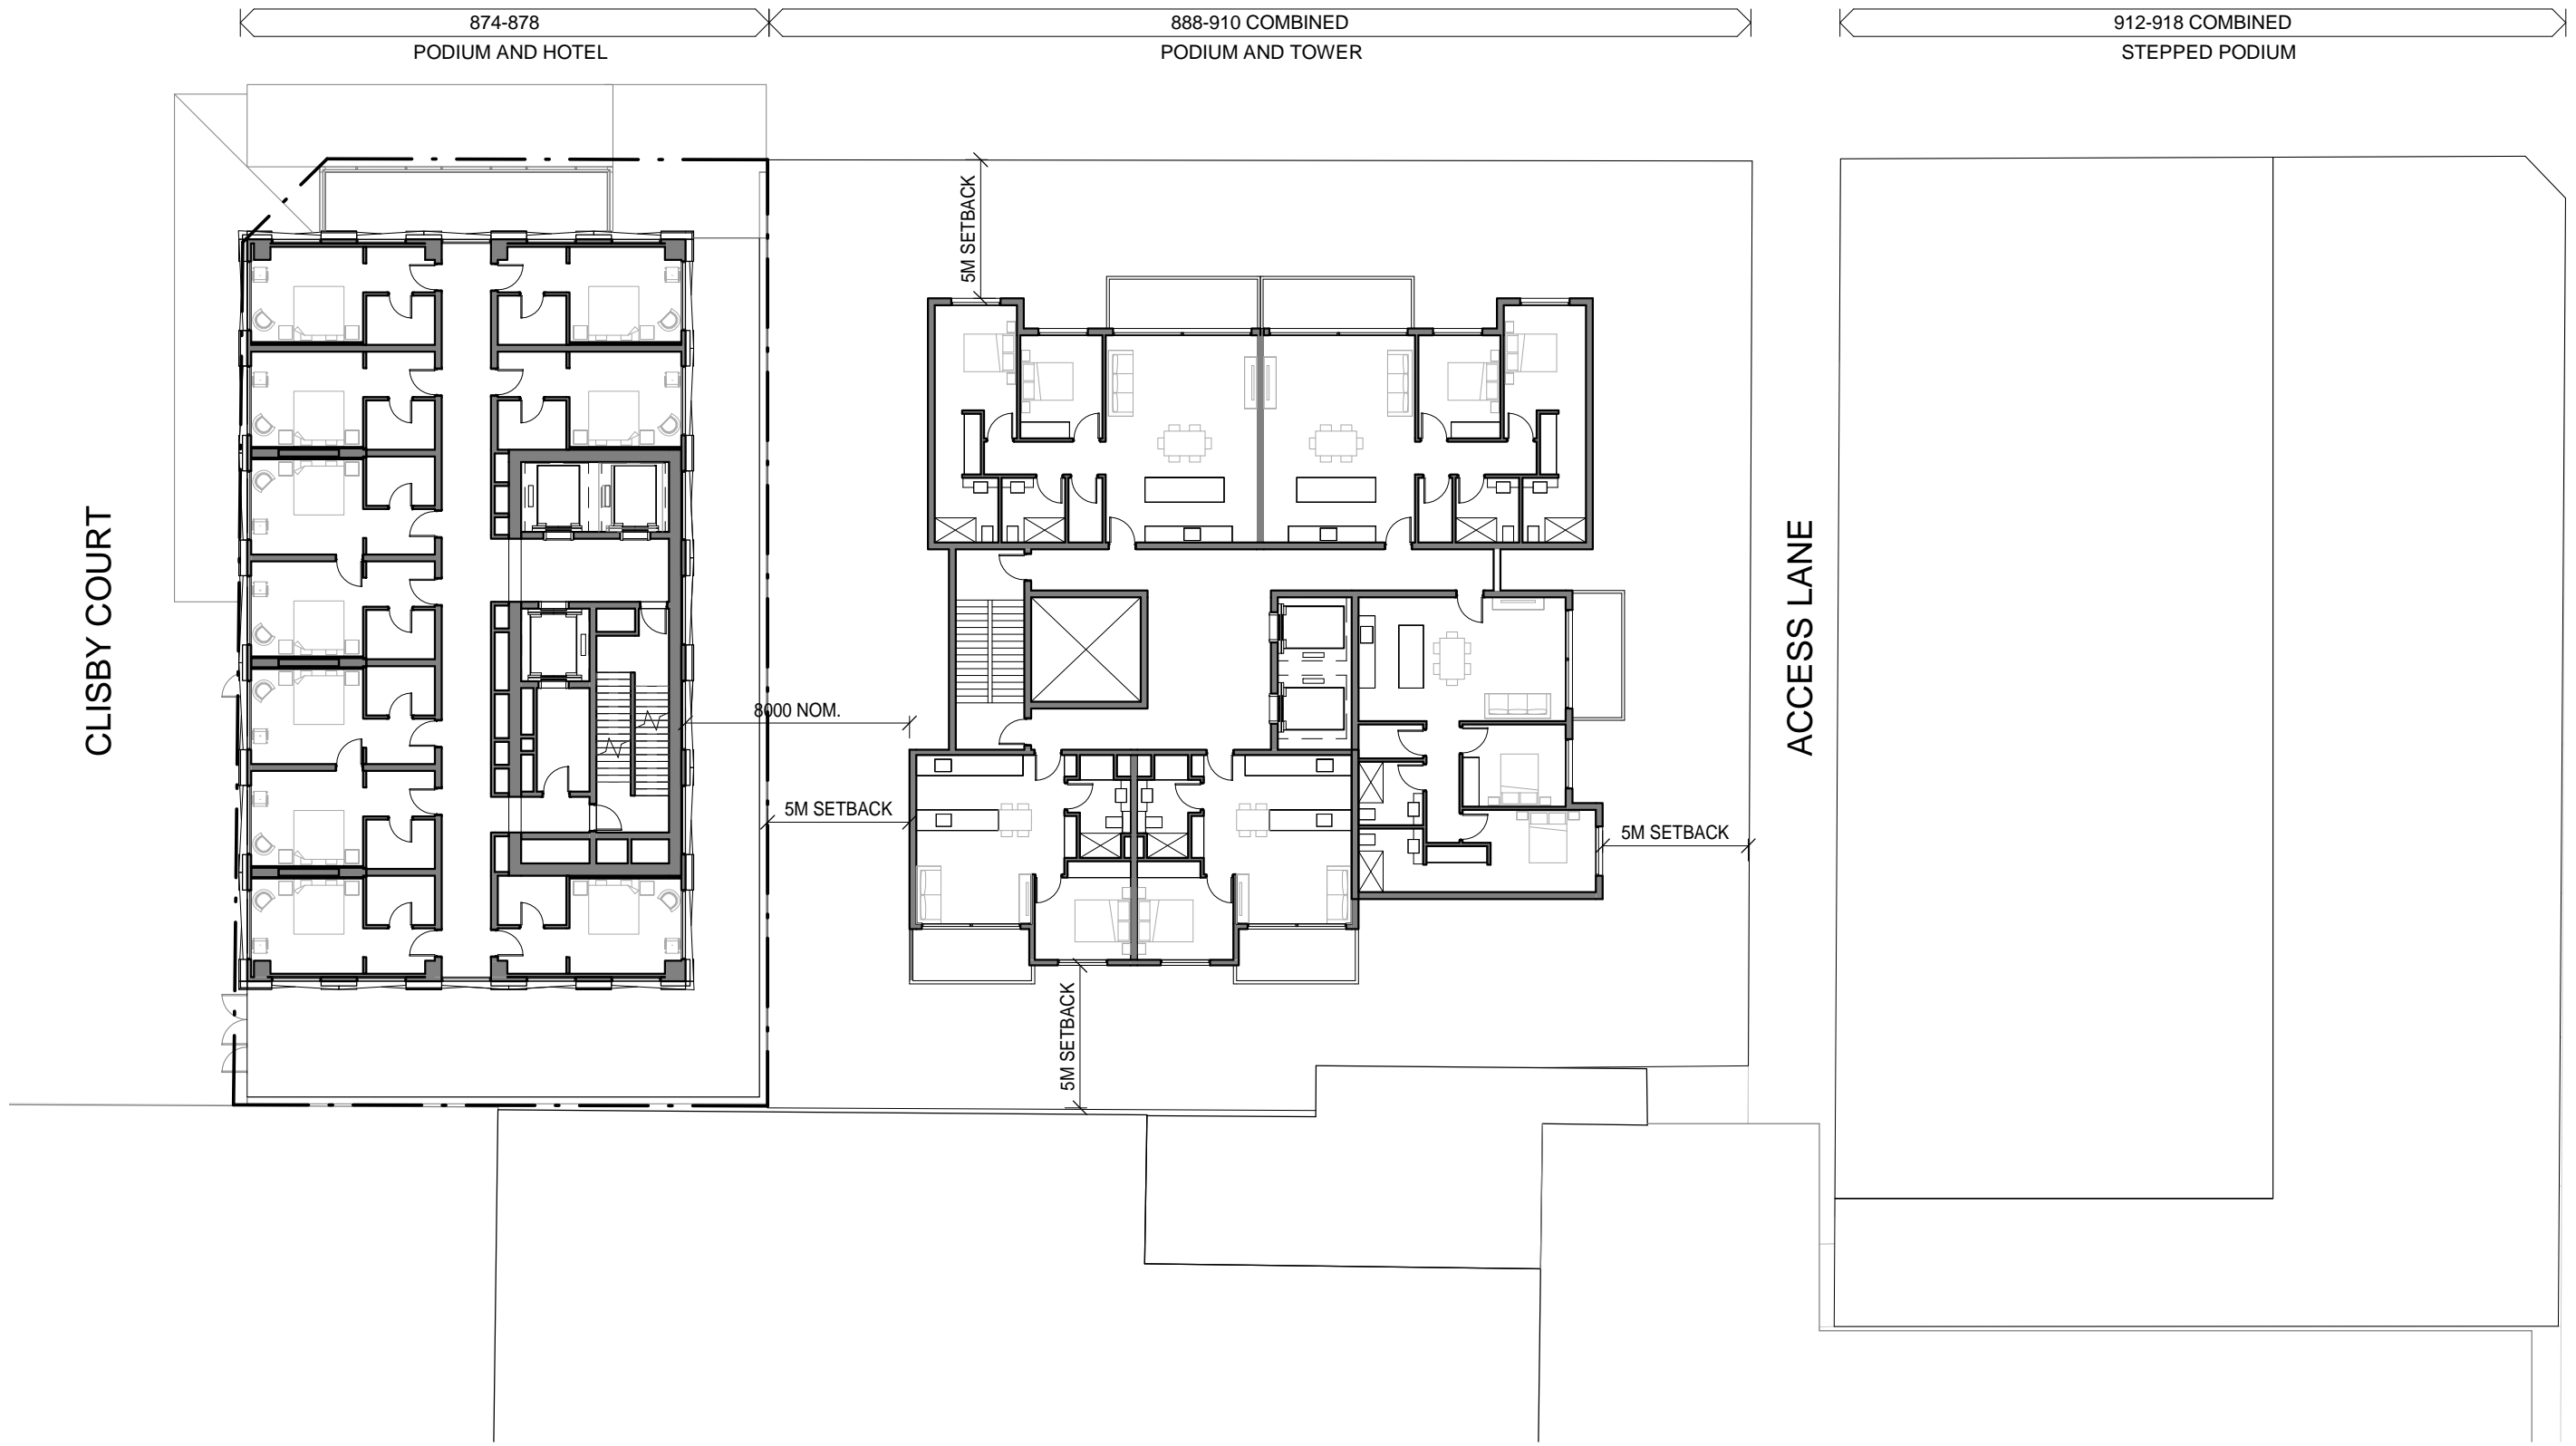 874-878
PODIUM AND HOTEL
888-910 COMBINED
PODIUM AND TOWER
912-918 COMBINED
STEPPED PODIUM
5M SETBACK
CLISBY COURT
ACCESS LANE
8000 NOM.
5M SETBACK
5M SETBACK
5M SETBACK